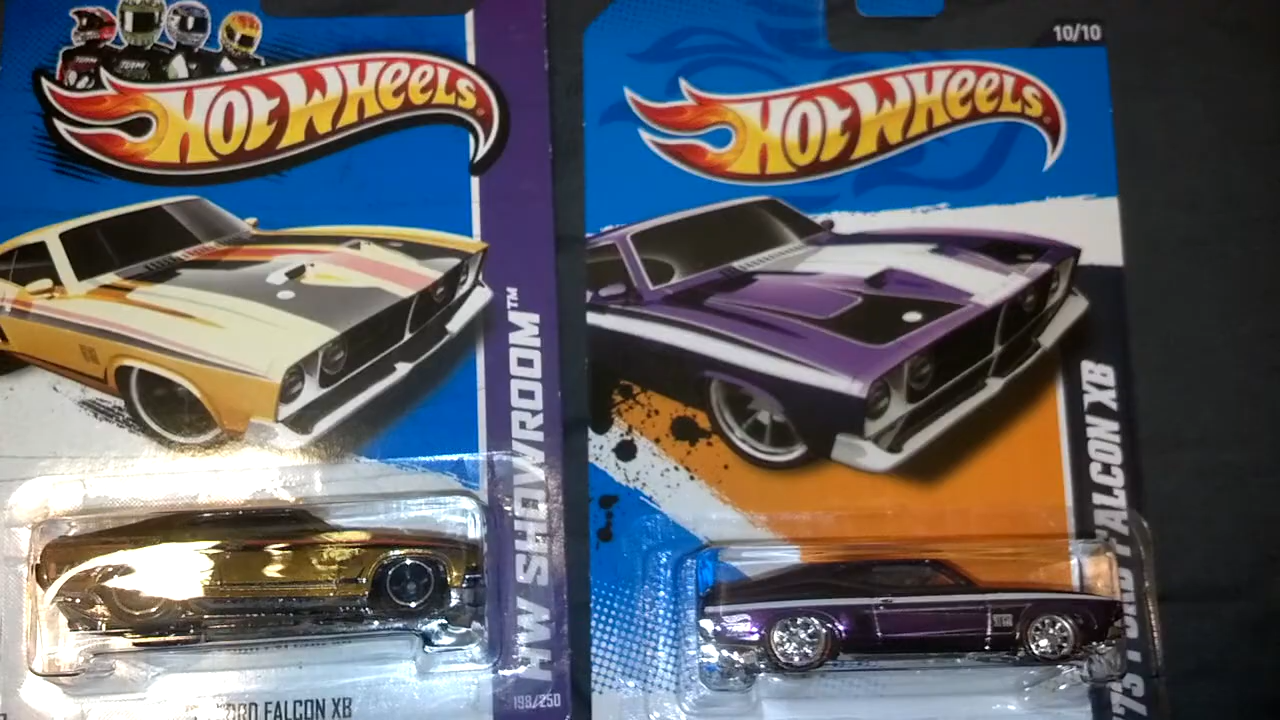 HOT WHEELS
HW SHOWROOM™
198/250
FORD FALCON XB
10/10
HOT WHEELS
'73 FORD FALCON XB